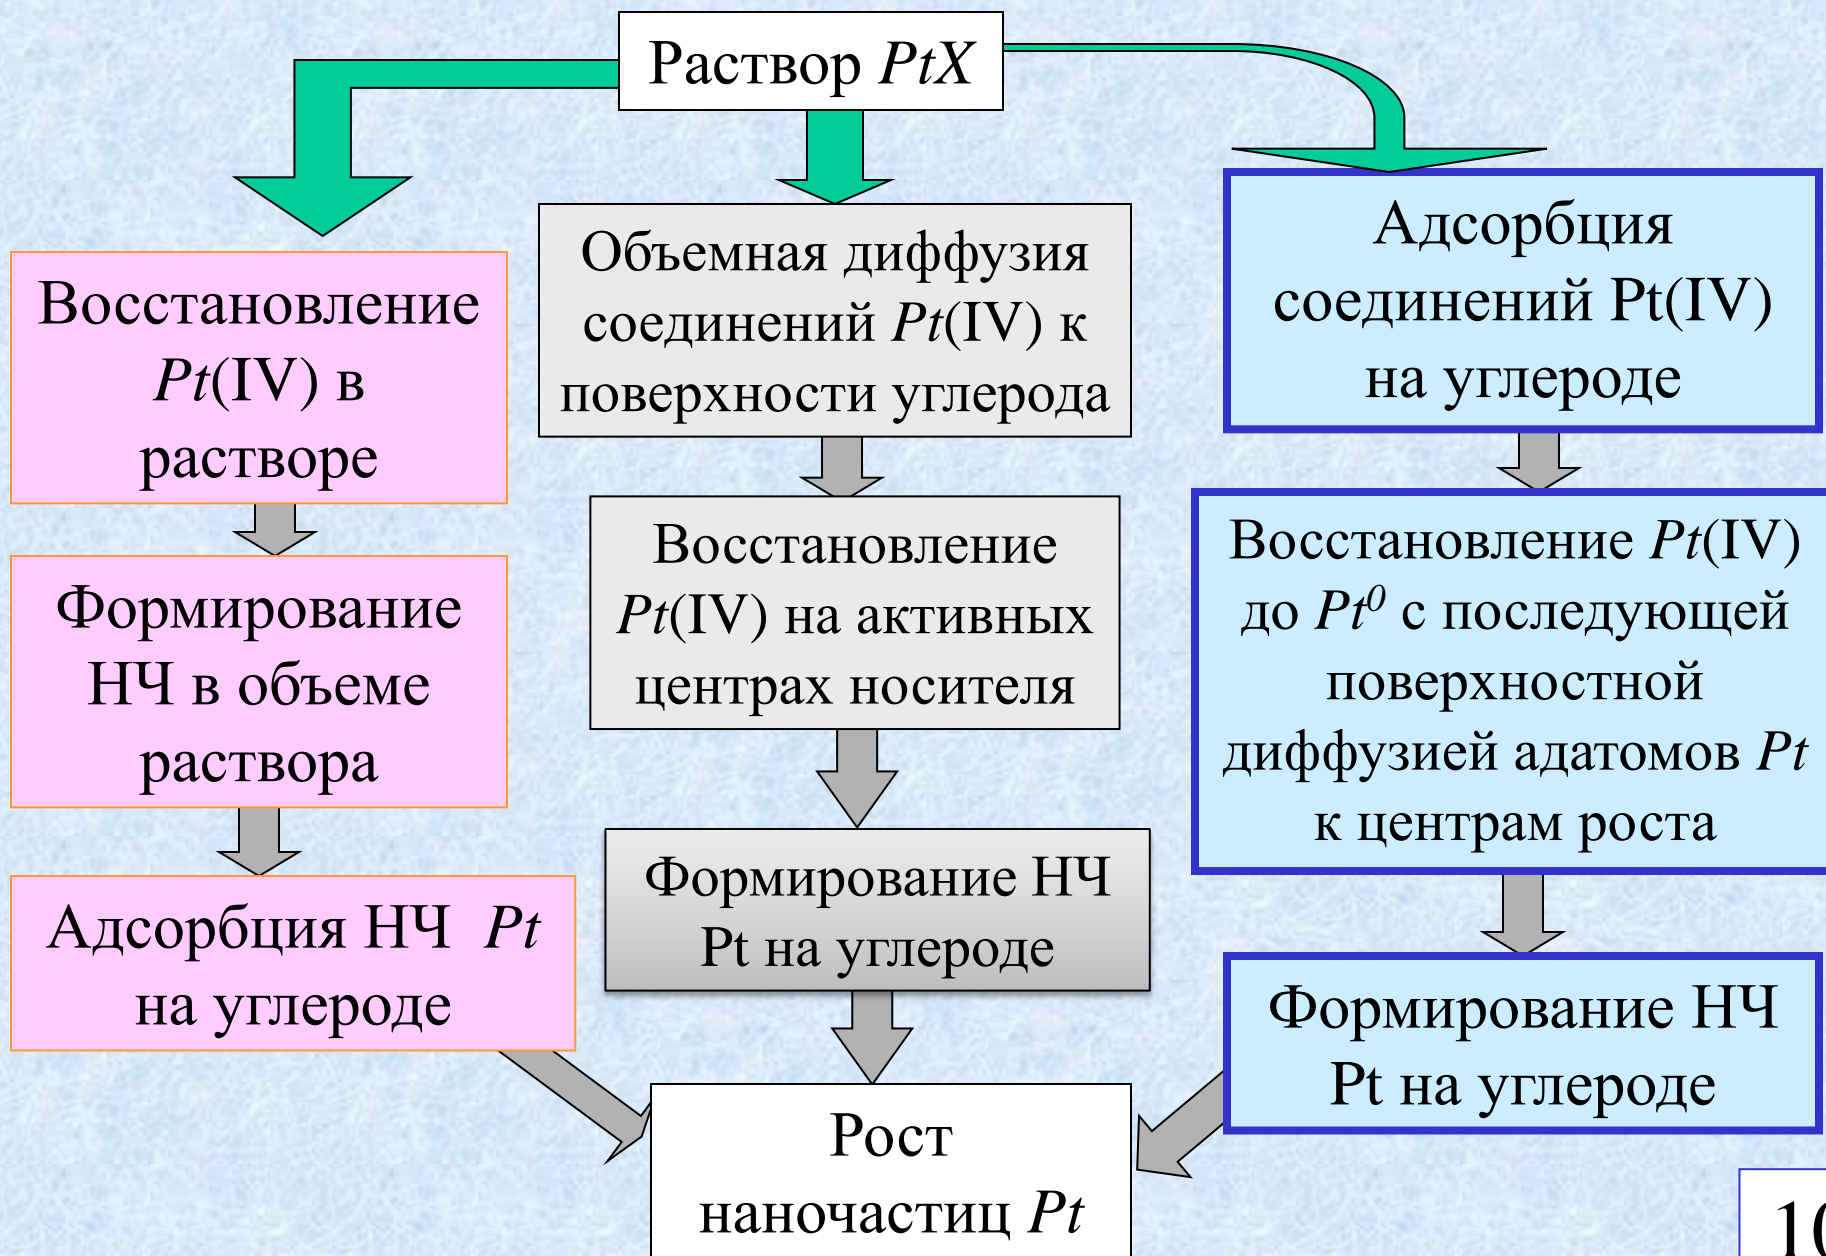 Раствор PtX
Восстановление
Pt(IV) в
растворе
Формирование
НЧ в объеме
раствора
Адсорбция НЧ Pt
на углероде
Объемная диффузия
соединений Pt(IV) к
поверхности углерода
Восстановление
Pt(IV) на активных
центрах носителя
Формирование НЧ
Pt на углероде
Адсорбция
соединений Pt(IV)
на углероде
Восстановление Pt(IV)
до Pt⁰ с последующей
поверхностной
диффузией адатомов Pt
к центрам роста
Формирование НЧ
Pt на углероде
Рост
наночастиц Pt
10